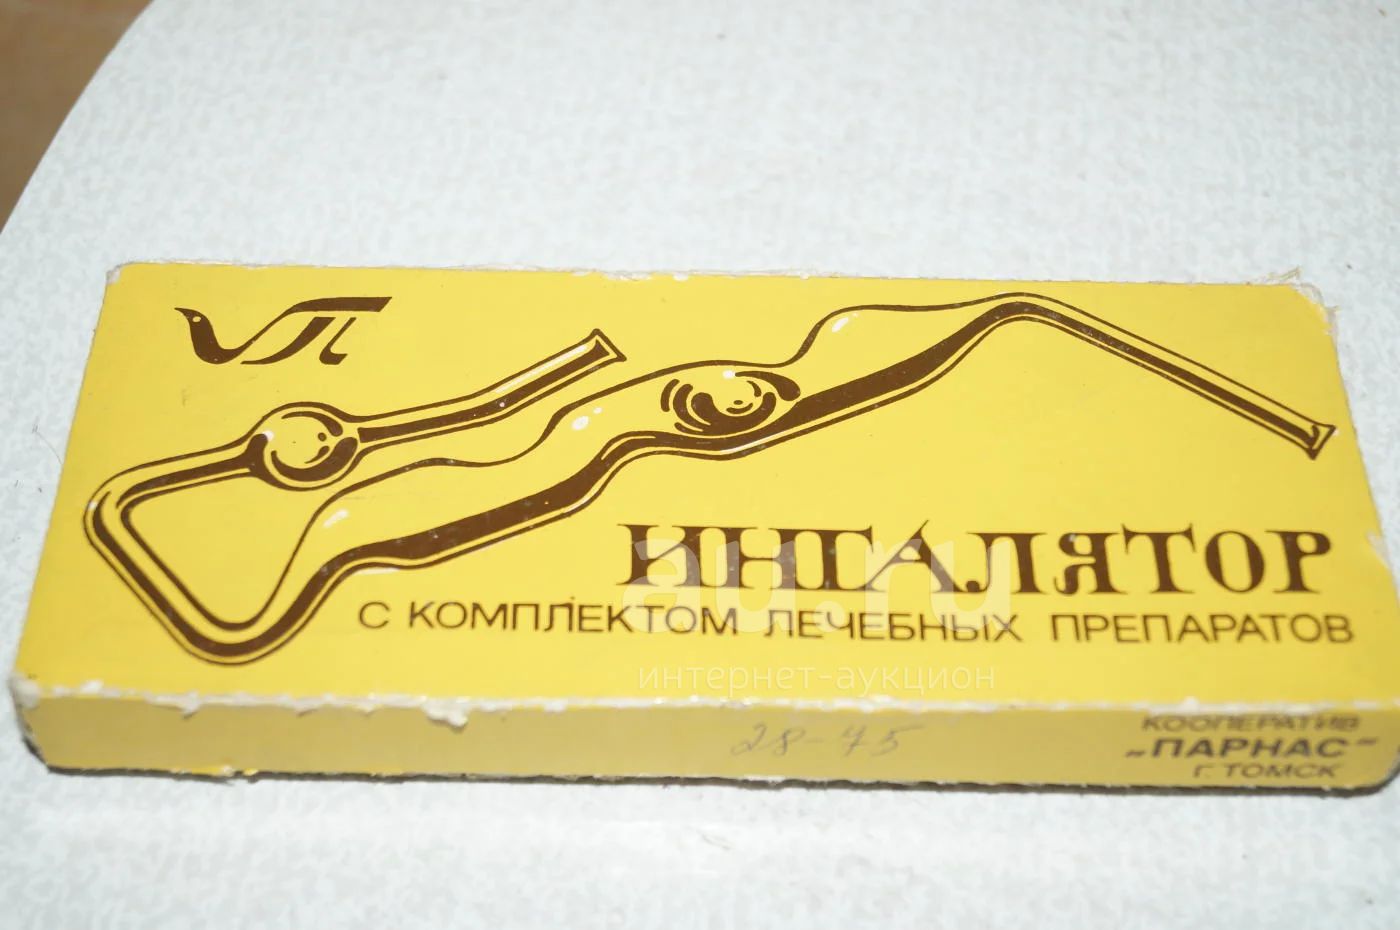 ИНГАЛЯТОР
С КОМПЛЕКТОМ ЛЕЧЕБНЫХ ПРЕПАРАТОВ
au.ru
интернет-аукцион
28-75
КООПЕРАТИВ
„ПАРНАС“
Г. ТОМСК